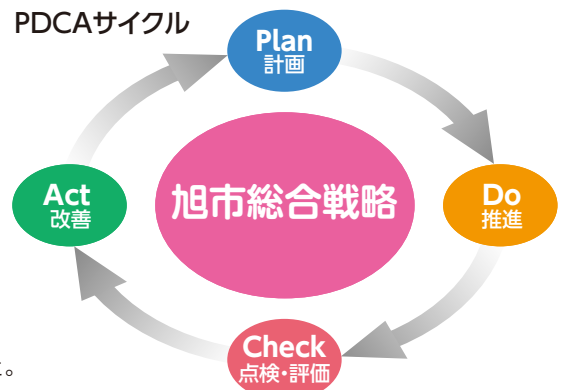 PDCAサイクル
Plan
計画
Act
改善
旭市総合戦略
Do
推進
Check
点検・評価
。